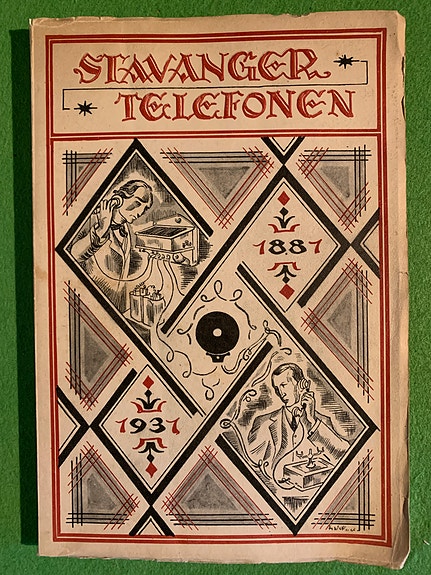 STAVANGER
TELEFONEN
1881
1931